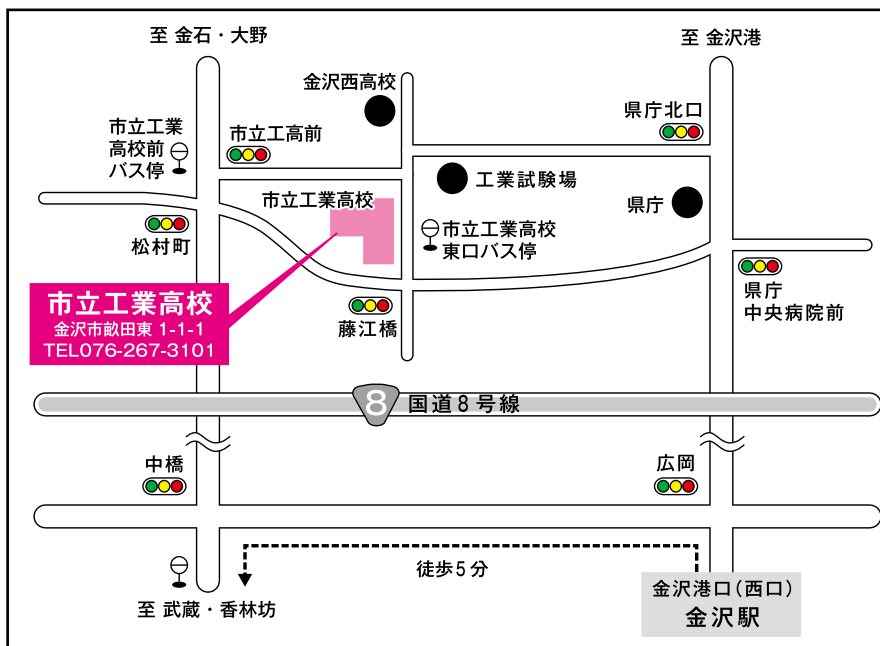 至 金石・大野
至 金沢港
金沢西高校
県庁北口
市立工業
高校前
バス停
市立工高前
工業試験場
市立工業高校
県庁
市立工業高校
東口バス停
松村町
県庁
中央病院前
市立工業高校
金沢市畝田東 1-1-1
TEL076-267-3101
藤江橋
8
国道8号線
中橋
広岡
徒歩5分
金沢港口(西口)
金沢駅
至 武蔵・香林坊